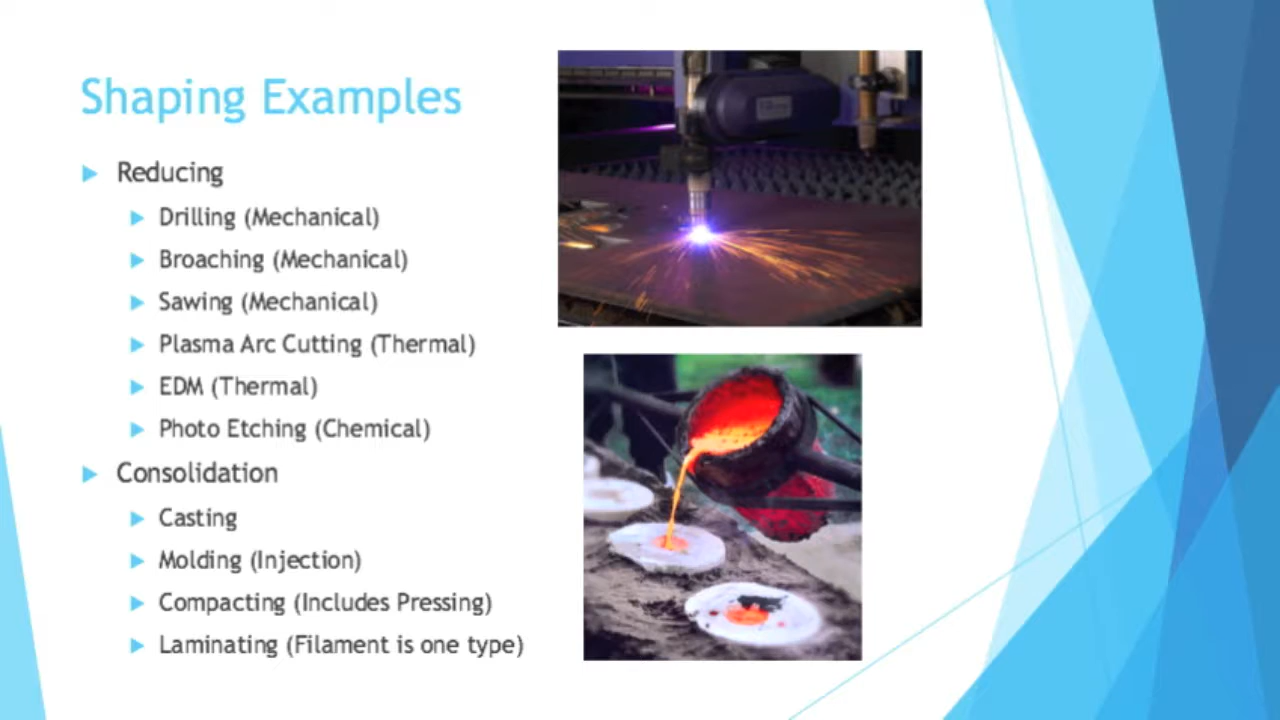 Shaping Examples
Reducing
Drilling (Mechanical)
Broaching (Mechanical)
Sawing (Mechanical)
Plasma Arc Cutting (Thermal)
EDM (Thermal)
Photo Etching (Chemical)
Consolidation
Casting
Molding (Injection)
Compacting (Includes Pressing)
Laminating (Filament is one type)